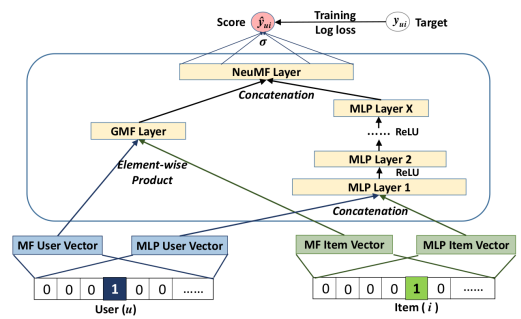 Score ŷui Training yui Target
Log loss
σ
NeuMF Layer
Concatenation
MLP Layer X
GMF Layer
...... ReLU
MLP Layer 2
Element-wise
Product
ReLU
MLP Layer 1
Concatenation
MF User Vector MLP User Vector MF Item Vector MLP Item Vector
0 0 0 1 0 0 ...... 0 0 0 0 1 0 ......
User (u) Item ( i )